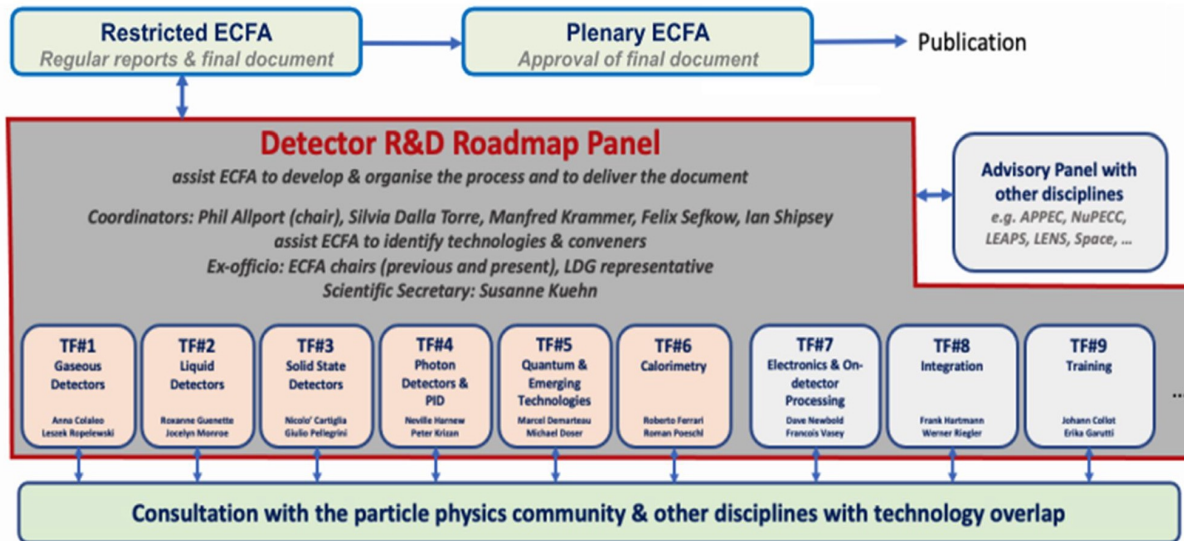 Restricted ECFA
Regular reports & final document
Plenary ECFA
Approval of final document
Publication
Detector R&D Roadmap Panel
assist ECFA to develop & organise the process and to deliver the document
Coordinators: Phil Allport (chair), Silvia Dalla Torre, Manfred Krammer, Felix Sefkow, Ian Shipsey
assist ECFA to identify technologies & conveners
Ex-officio: ECFA chairs (previous and present), LDG representative
Scientific Secretary: Susanne Kuehn
Advisory Panel with
other disciplines
e.g. APPEC, NuPECC,
LEAPS, LENS, Space, ...
TF#1
Gaseous
Detectors
Anna Colaleo
Leszek Ropelewski
TF#2
Liquid
Detectors
Roxanne Guenette
Jocelyn Monroe
TF#3
Solid State
Detectors
Nicolo' Cartiglia
Giulio Pellegrini
TF#4
Photon
Detectors &
PID
Neville Harnew
Peter Krizan
TF#5
Quantum &
Emerging
Technologies
Marcel Demarteau
Michael Doser
TF#6
Calorimetry
Roberto Ferrari
Roman Poeschl
TF#7
Electronics & On-
detector
Processing
Dave Newbold
Francois Vasey
TF#8
Integration
Frank Hartmann
Werner Riegler
TF#9
Training
Johann Collot
Erika Garutti
...
Consultation with the particle physics community & other disciplines with technology overlap